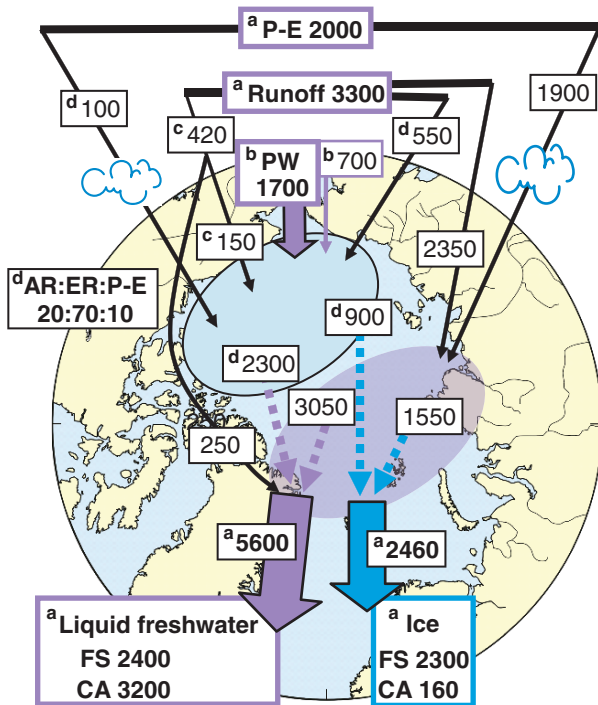 a P-E 2000
d 100
1900
a Runoff 3300
c 420
d 550
b PW
1700
b 700
c 150
2350
d AR:ER:P-E
20:70:10
d 900
d 2300
3050
1550
250
a 5600
a 2460
a Liquid freshwater
FS 2400
CA 3200
a Ice
FS 2300
CA 160